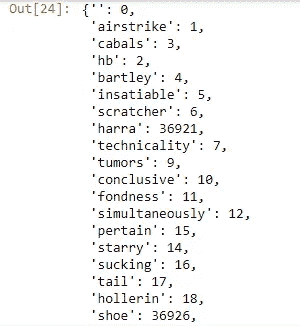 Out[24]: {'': 0,
'airstrike': 1,
'cabals': 3,
'hb': 2,
'bartley': 4,
'insatiable': 5,
'scratcher': 6,
'harra': 36921,
'technicality': 7,
'tumors': 9,
'conclusive': 10,
'fondness': 11,
'simultaneously': 12,
'pertain': 15,
'starry': 14,
'sucking': 16,
'tail': 17,
'hollerin': 18,
'shoe': 36926,